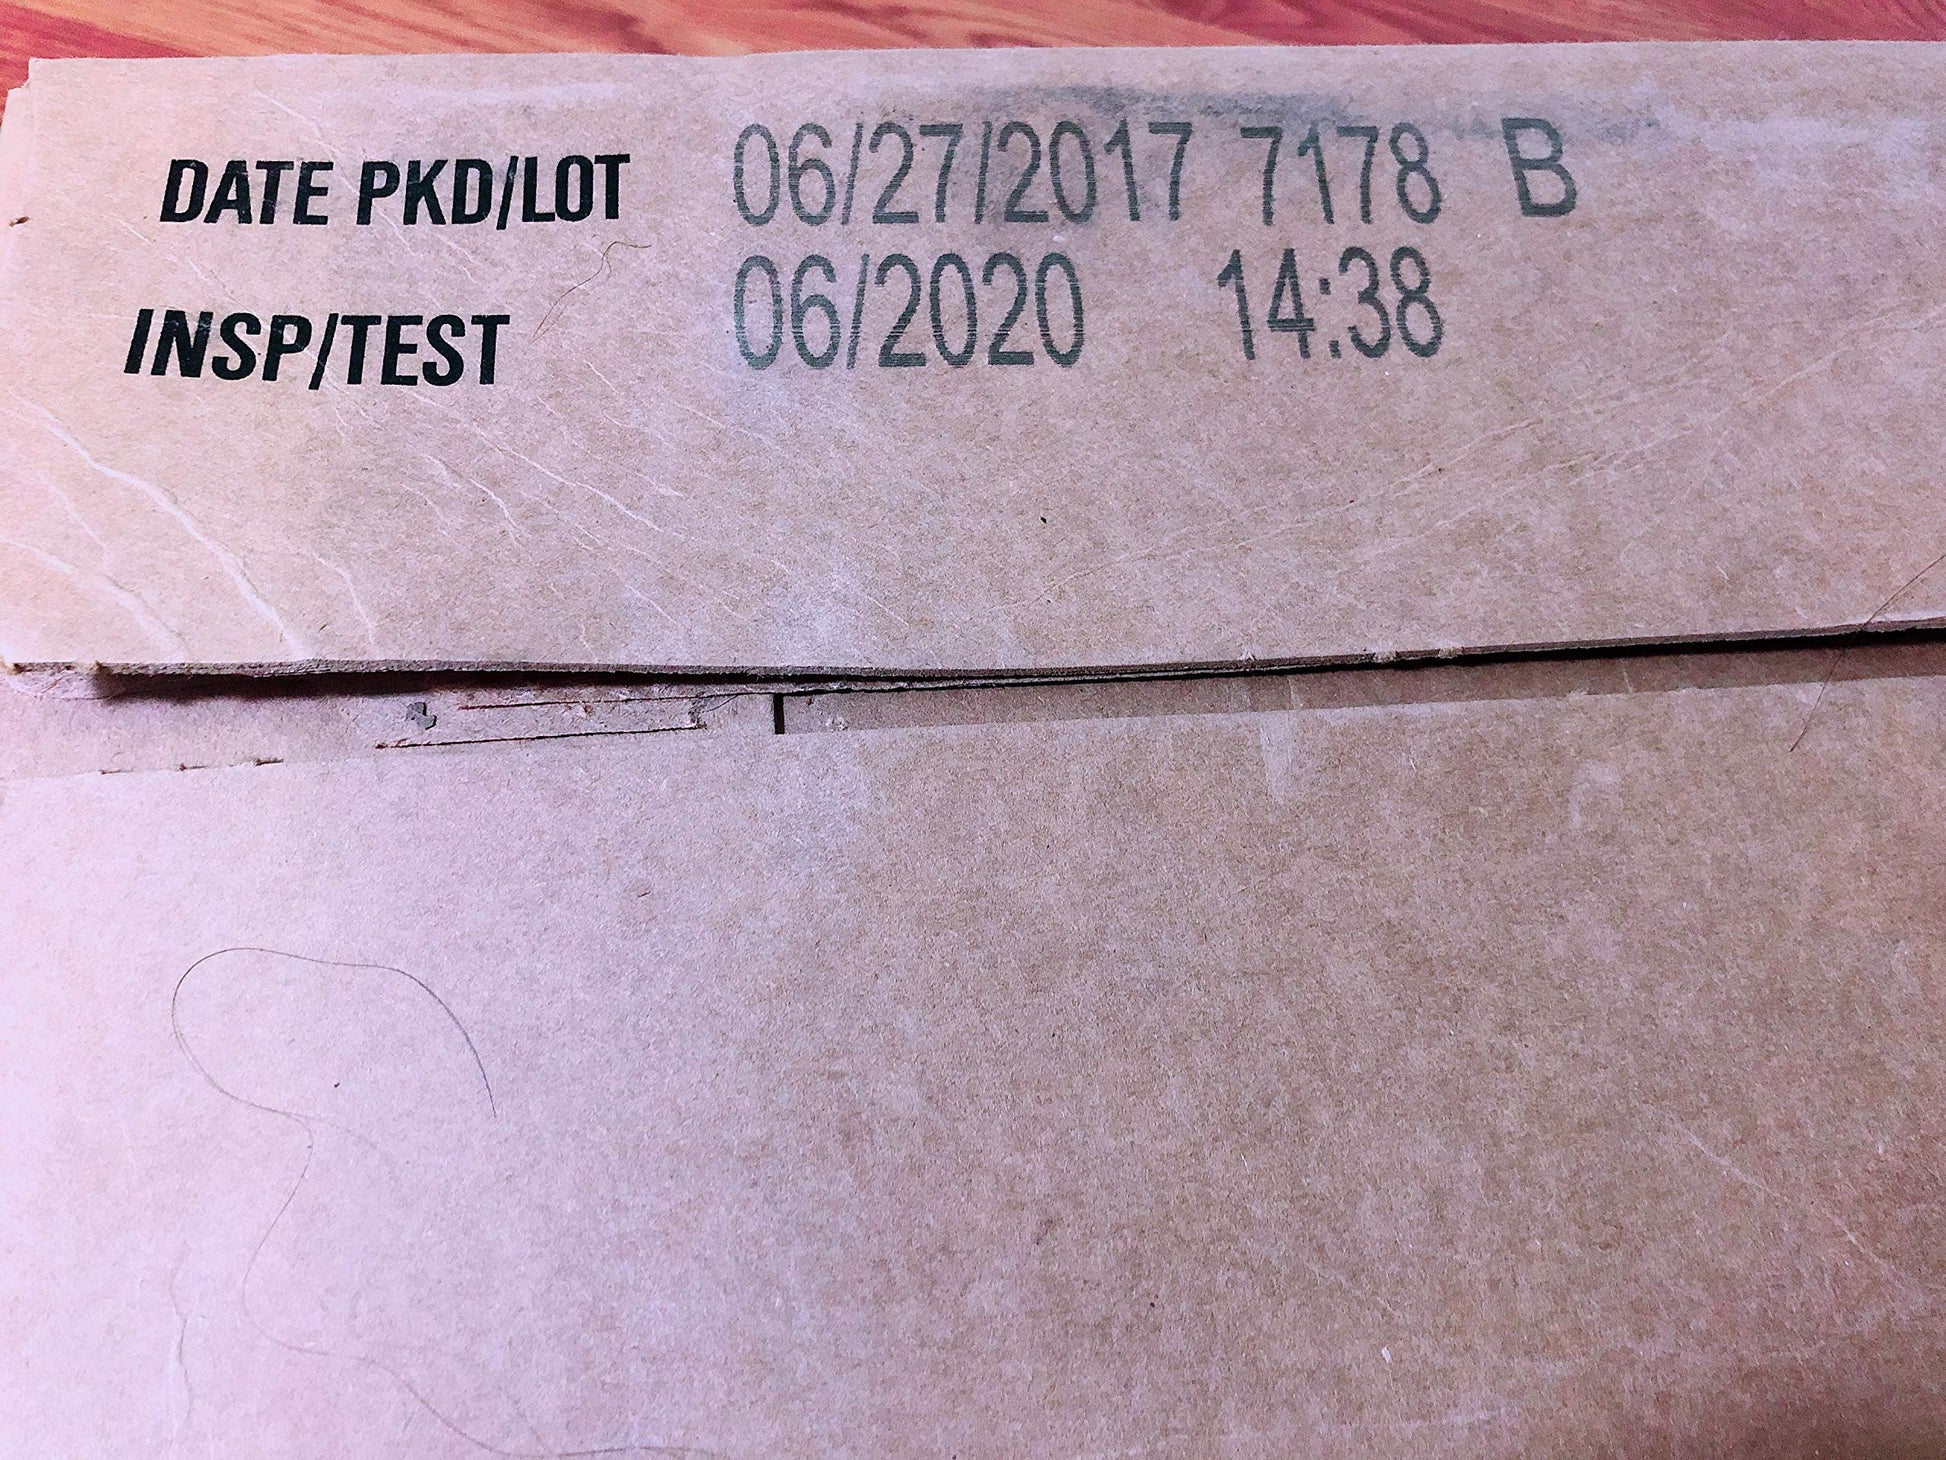 DATE PKD/LOT 06/27/2017 7178 B
INSP/TEST 06/2020 14:38